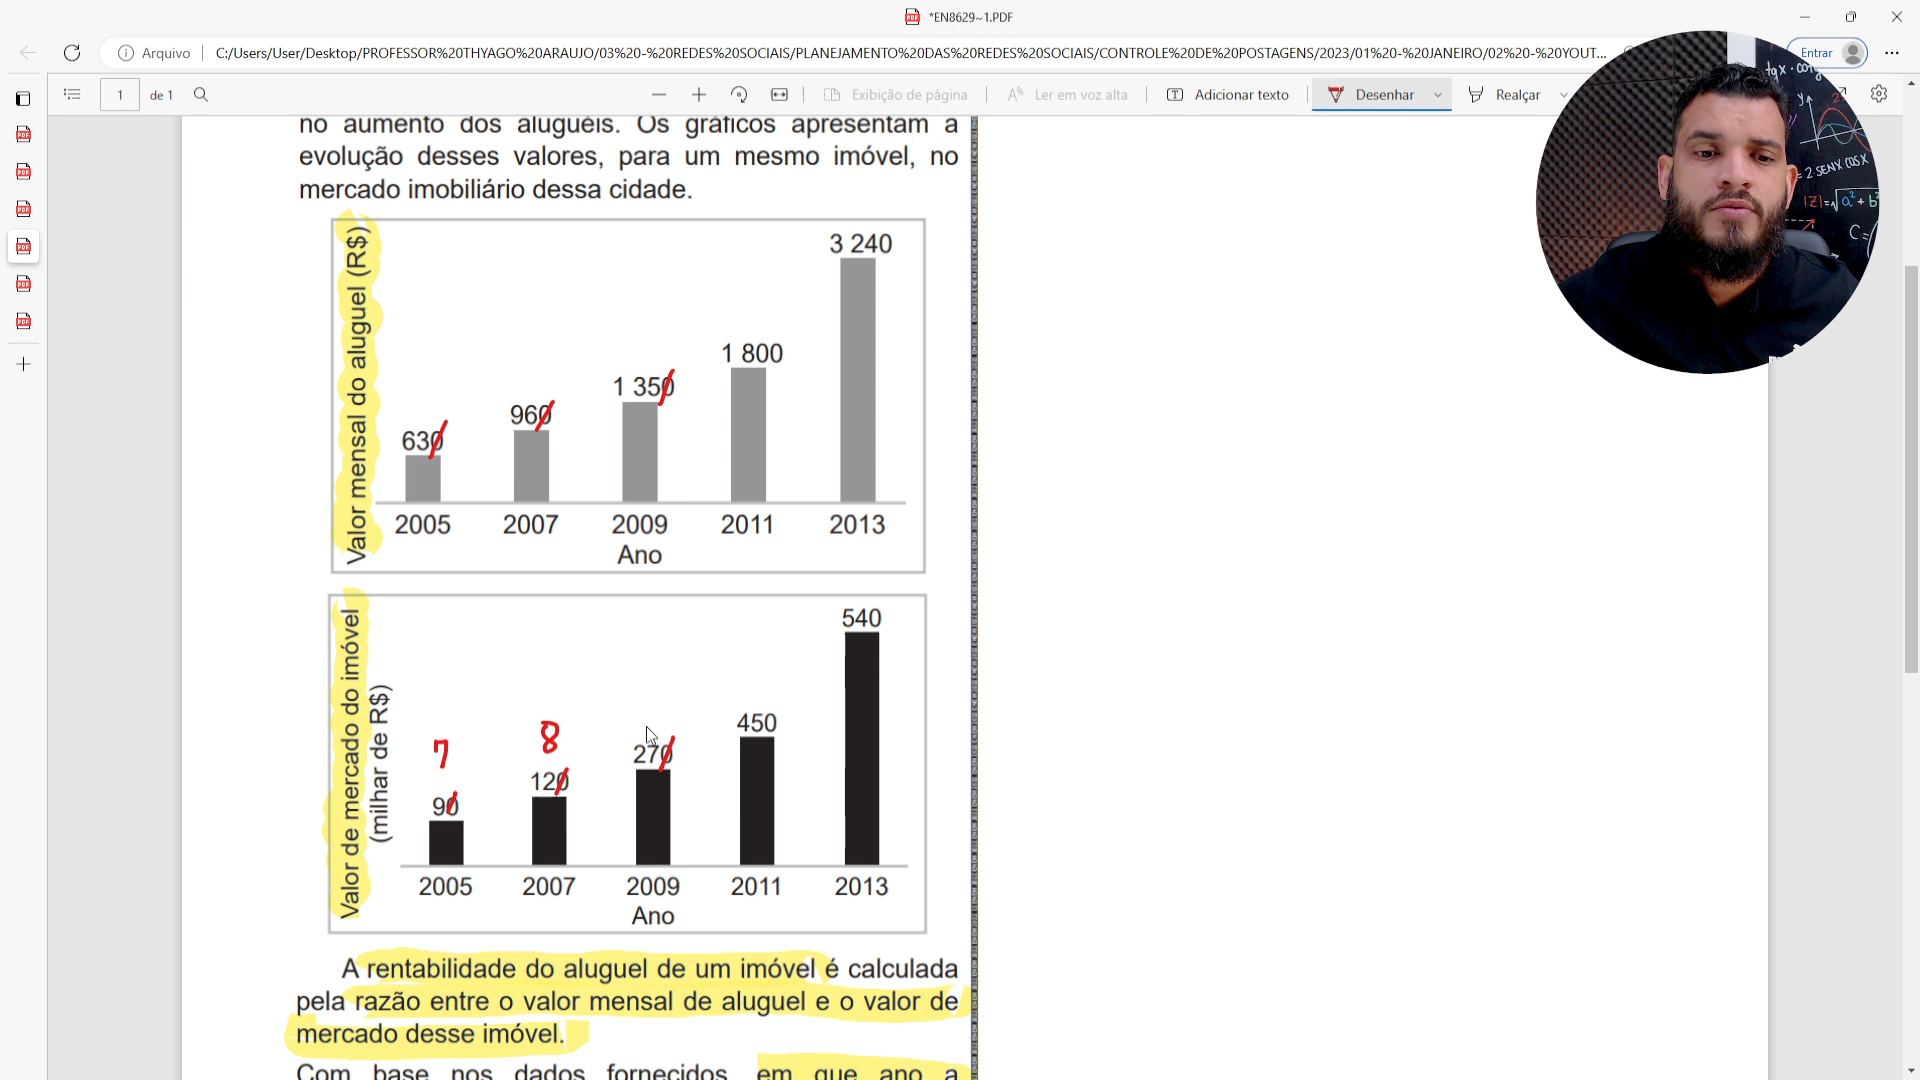 *EN8629~1.PDF
Arquivo
C:/Users/User/Desktop/PROFESSOR%20THYAGO%20ARAUJO/03%20-%20REDES%20SOCIAIS/PLANEJAMENTO%20DAS%20REDES%20SOCIAIS/CONTROLE%20DE%20POSTAGENS/2023/01%20-%20JANEIRO/02%20-%20YOUT...
Entrar
1 de 1
Exibição de página
Ler em voz alta
Adicionar texto
Desenhar
Realçar
no aumento dos aluguéis. Os gráficos apresentam a
evolução desses valores, para um mesmo imóvel, no
mercado imobiliário dessa cidade.
Valor mensal do aluguel (R$)
630
960
1 350
1 800
3 240
2005
2007
2009
2011
2013
Ano
Valor de mercado do imóvel
(milhar de R$)
7
8
90
120
270
450
540
2005
2007
2009
2011
2013
Ano
A rentabilidade do aluguel de um imóvel é calculada
pela razão entre o valor mensal de aluguel e o valor de
mercado desse imóvel.
Com base nos dados fornecidos em que ano a
= 2 SENX.COSX
|Z|=√a²+b²
C=